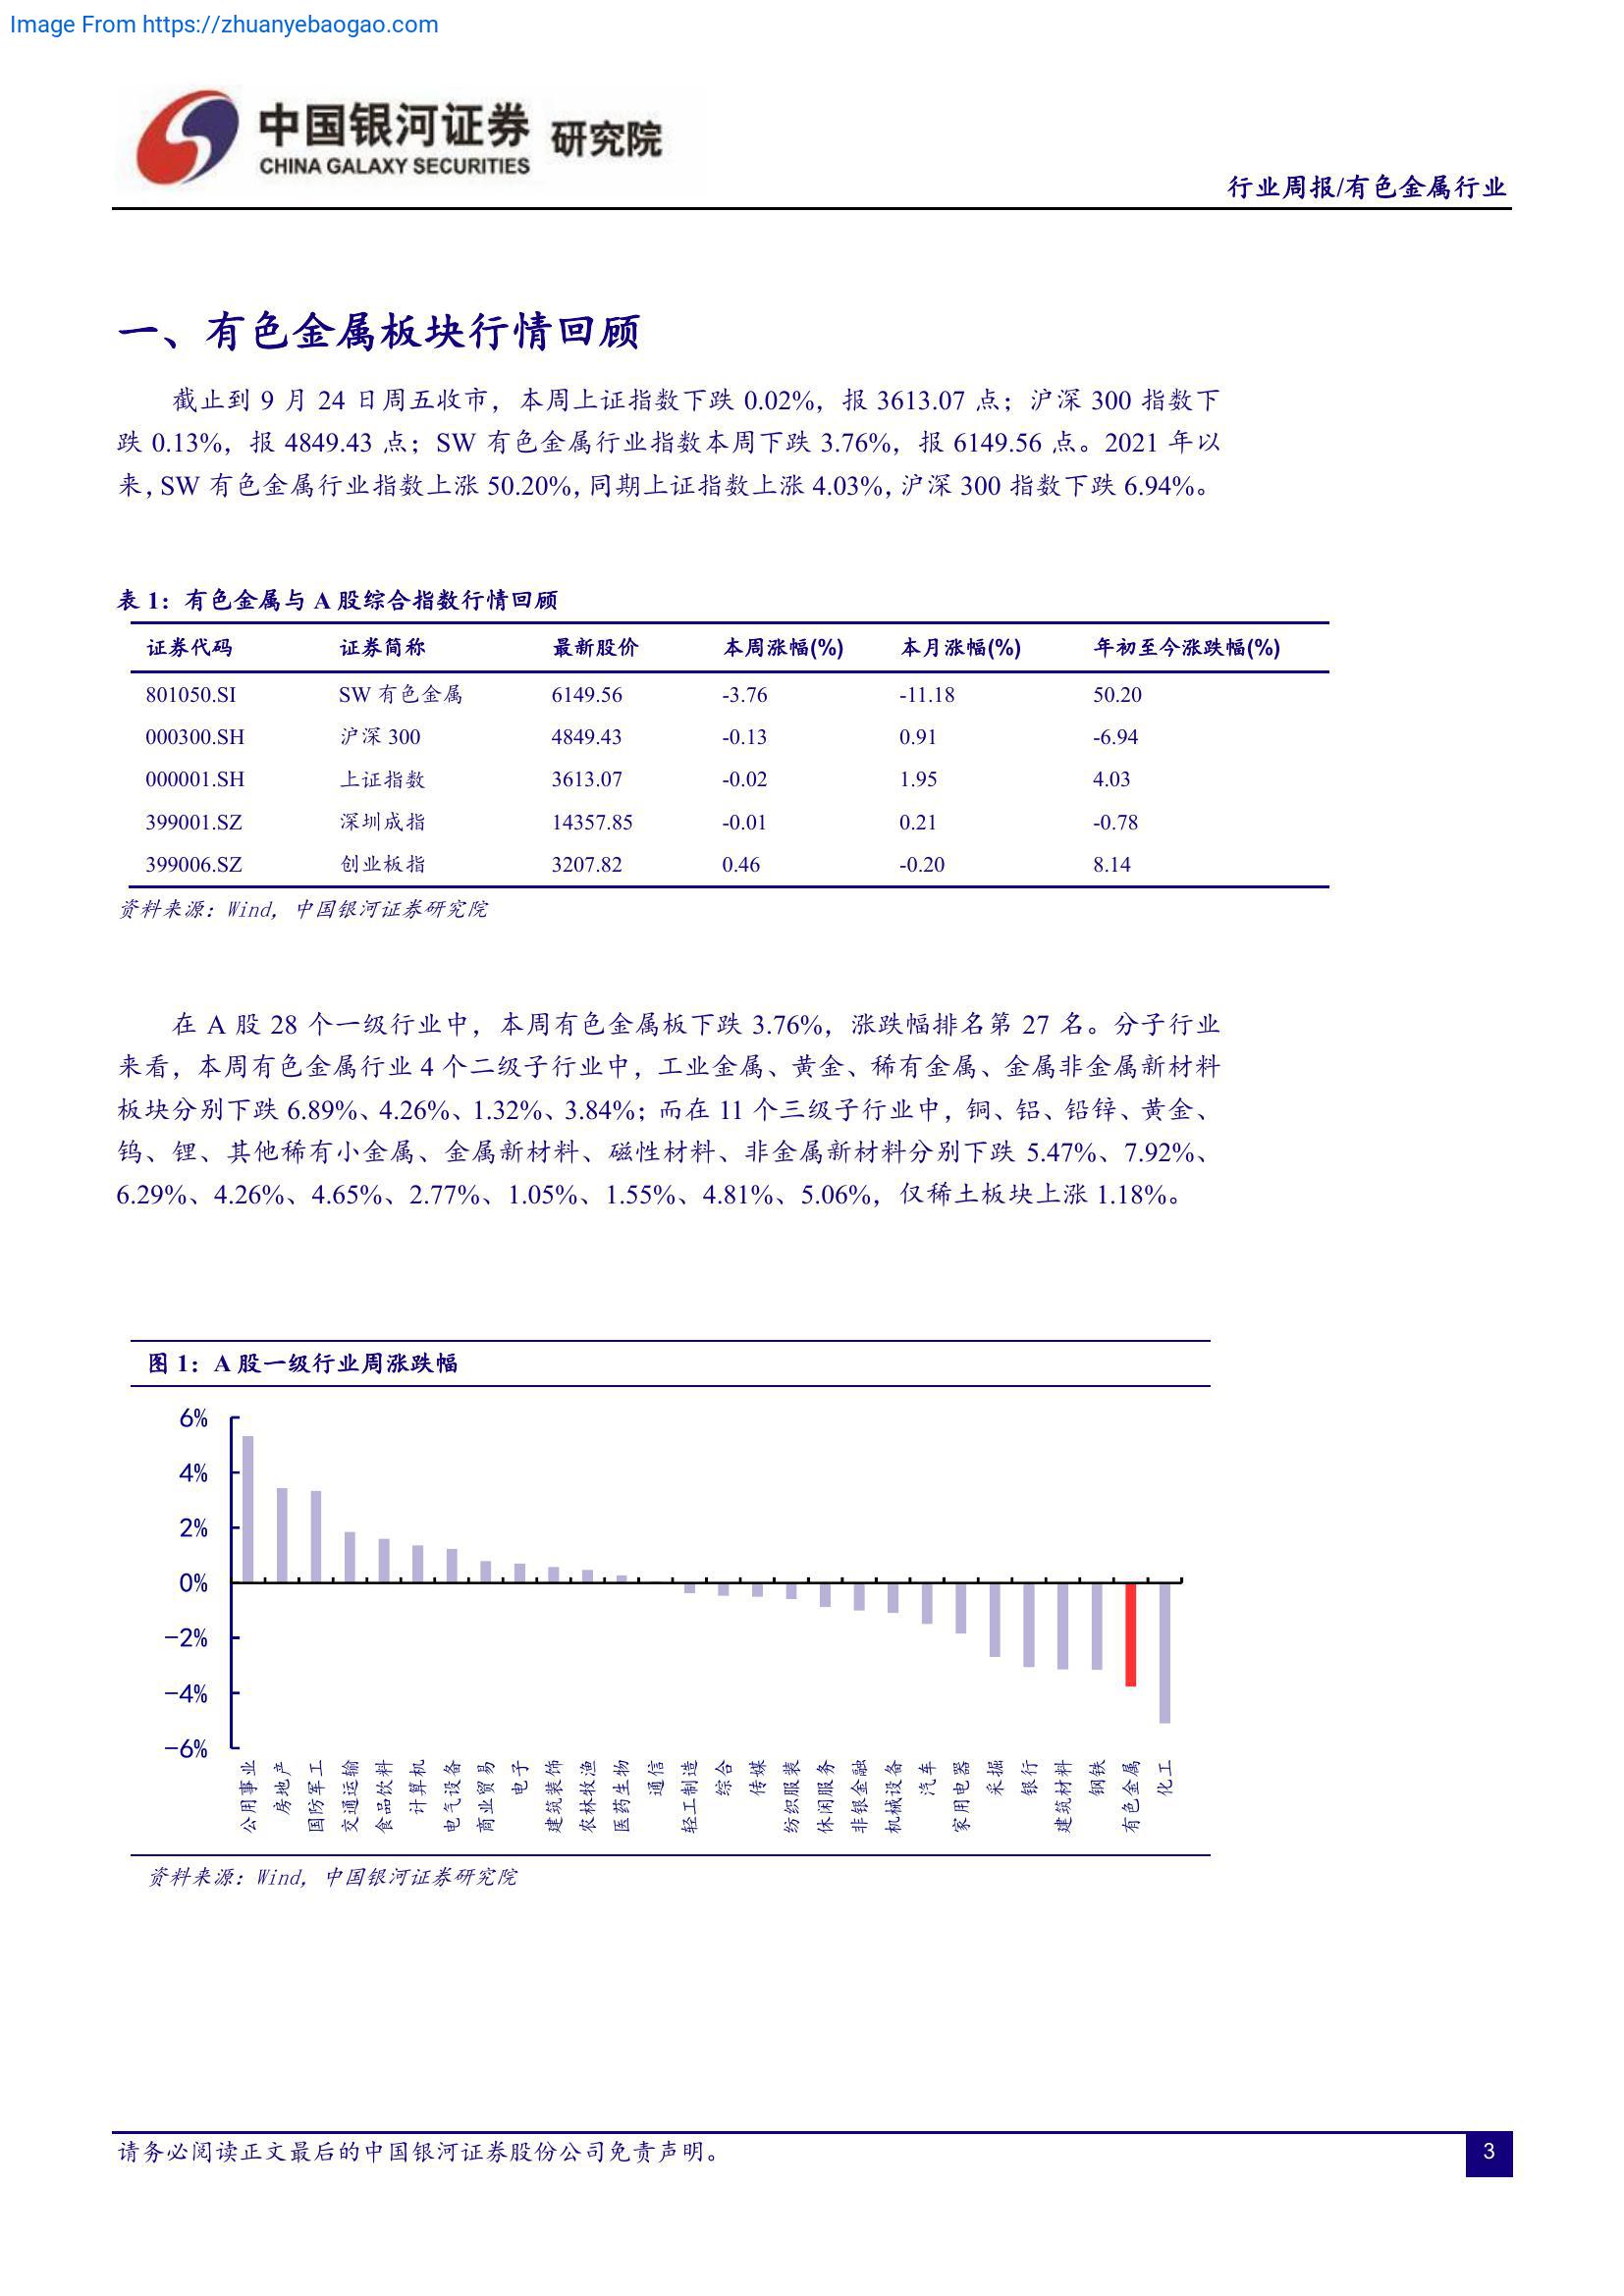 Image From https://zhuanyebaogao.com
中国银河证券 研究院
CHINA GALAXY SECURITIES
行业周报/有色金属行业
一、有色金属板块行情回顾
截止到 9 月 24 日周五收市，本周上证指数下跌 0.02%，报 3613.07 点；沪深 300 指数下
跌 0.13%，报 4849.43 点；SW 有色金属行业指数本周下跌 3.76%，报 6149.56 点。2021 年以
来，SW 有色金属行业指数上涨 50.20%，同期上证指数上涨 4.03%，沪深 300 指数下跌 6.94%。
表 1：有色金属与 A 股综合指数行情回顾
证券代码 证券简称 最新股价 本周涨幅(%) 本月涨幅(%) 年初至今涨跌幅(%)
801050.SI SW 有色金属 6149.56 -3.76 -11.18 50.20
000300.SH 沪深 300 4849.43 -0.13 0.91 -6.94
000001.SH 上证指数 3613.07 -0.02 1.95 4.03
399001.SZ 深圳成指 14357.85 -0.01 0.21 -0.78
399006.SZ 创业板指 3207.82 0.46 -0.20 8.14
资料来源：Wind，中国银河证券研究院
在 A 股 28 个一级行业中，本周有色金属板下跌 3.76%，涨跌幅排名第 27 名。分子行业
来看，本周有色金属行业 4 个二级子行业中，工业金属、黄金、稀有金属、金属非金属新材料
板块分别下跌 6.89%、4.26%、1.32%、3.84%；而在 11 个三级子行业中，铜、铝、铅锌、黄金、
钨、锂、其他稀有小金属、金属新材料、磁性材料、非金属新材料分别下跌 5.47%、7.92%、
6.29%、4.26%、4.65%、2.77%、1.05%、1.55%、4.81%、5.06%，仅稀土板块上涨 1.18%。
图 1：A 股一级行业周涨跌幅
6%
4%
2%
0%
-2%
-4%
-6%
公用事业
房地产
国防军工
交通运输
食品饮料
计算机
电气设备
商业贸易
电子
建筑装饰
农林牧渔
医药生物
通信
轻工制造
综合
传媒
纺织服装
休闲服务
非银金融
机械设备
汽车
家用电器
采掘
银行
建筑材料
钢铁
有色金属
化工
资料来源：Wind，中国银河证券研究院
请务必阅读正文最后的中国银河证券股份公司免责声明。
3